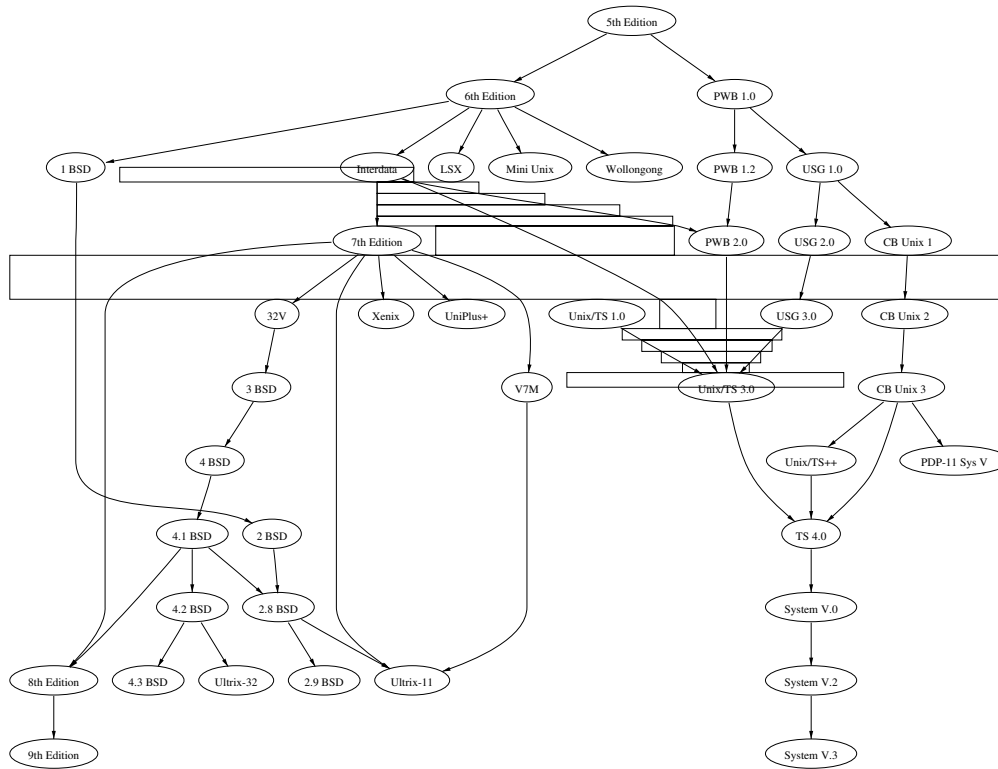 5th Edition
6th Edition
PWB 1.0
1 BSD
Interdata
LSX
Mini Unix
Wollongong
PWB 1.2
USG 1.0
7th Edition
PWB 2.0
USG 2.0
CB Unix 1
32V
Xenix
UniPlus+
Unix/TS 1.0
USG 3.0
CB Unix 2
3 BSD
V7M
Unix/TS 3.0
CB Unix 3
4 BSD
Unix/TS++
PDP-11 Sys V
4.1 BSD
2 BSD
TS 4.0
4.2 BSD
2.8 BSD
System V.0
8th Edition
4.3 BSD
Ultrix-32
2.9 BSD
Ultrix-11
System V.2
9th Edition
System V.3